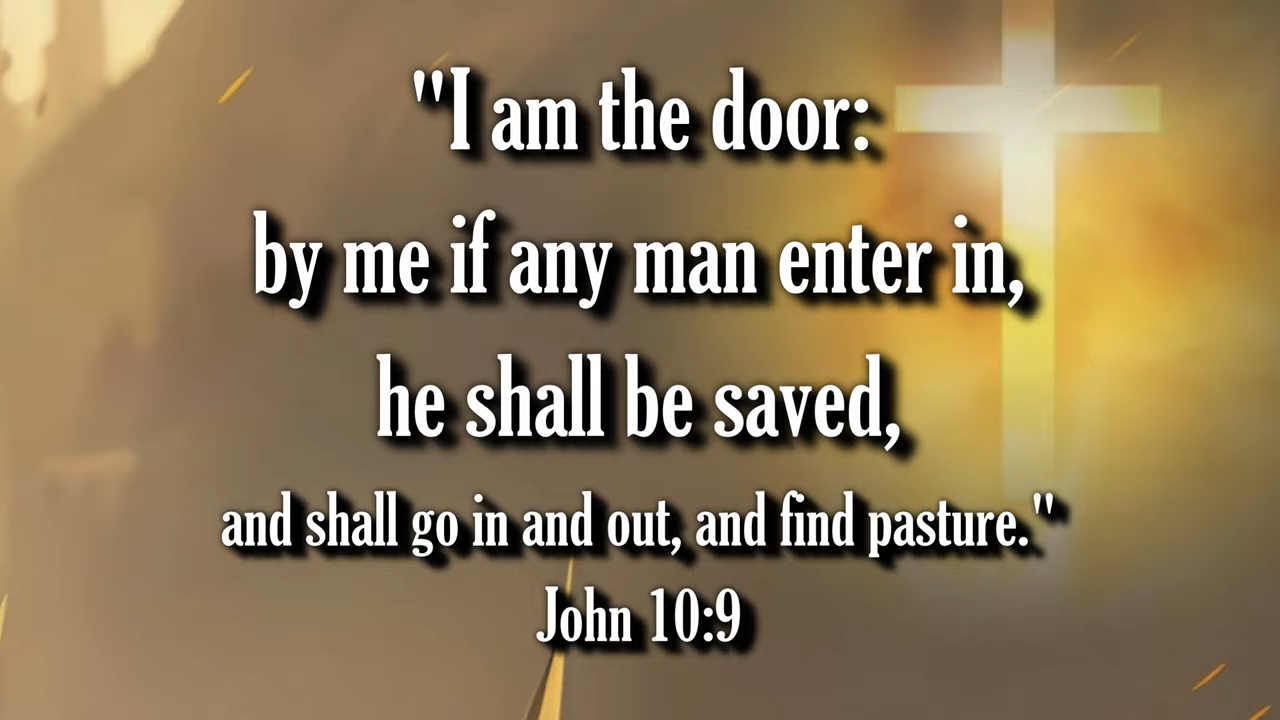 "I am the door:
by me if any man enter in,
he shall be saved,
and shall go in and out, and find pasture."
John 10:9